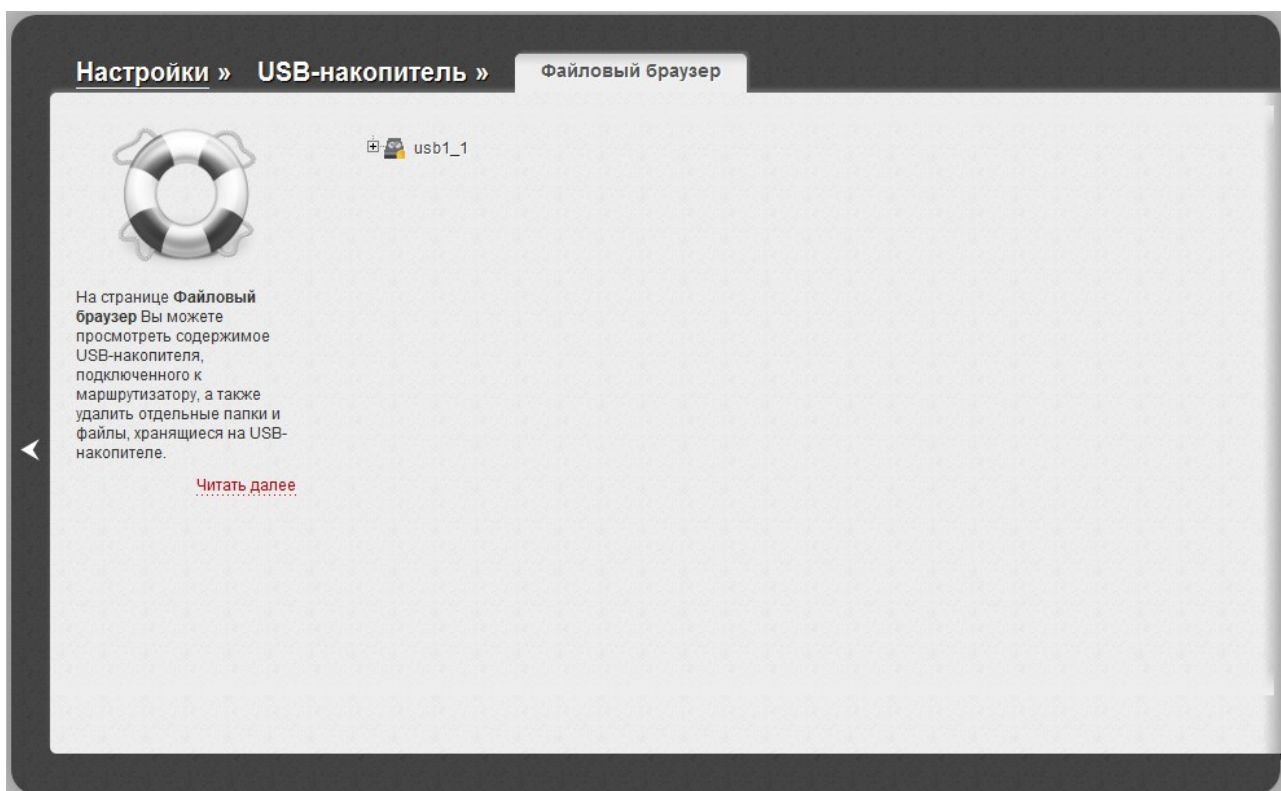 Настройки » USB-накопитель » Файловый браузер
usb1_1
На странице Файловый
браузер Вы можете
просмотреть содержимое
USB-накопителя,
подключенного к
маршрутизатору, а также
удалить отдельные папки и
файлы, хранящиеся на USB-
накопителе.
Читать далее